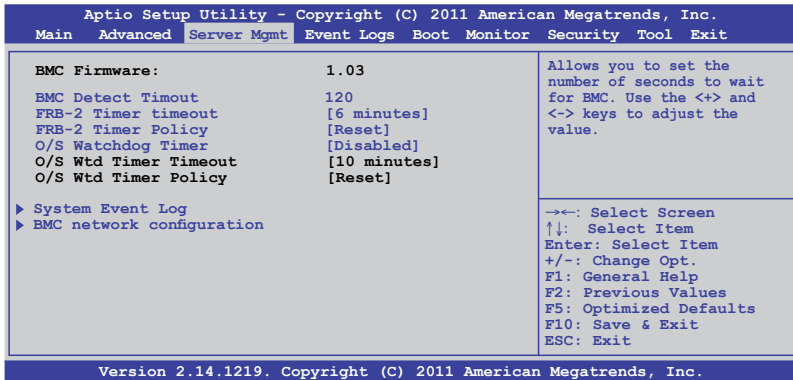 Aptio Setup Utility - Copyright (C) 2011 American Megatrends, Inc.
Main Advanced Server Mgmt Event Logs Boot Monitor Security Tool Exit
BMC Firmware: 1.03
BMC Detect Timout 120
FRB-2 Timer timeout [6 minutes]
FRB-2 Timer Policy [Reset]
O/S Watchdog Timer [Disabled]
O/S Wtd Timer Timeout [10 minutes]
O/S Wtd Timer Policy [Reset]
System Event Log
BMC network configuration
Allows you to set the
number of seconds to wait
for BMC. Use the <+> and
<-> keys to adjust the
value.
→←: Select Screen
↑↓: Select Item
Enter: Select Item
+/-: Change Opt.
F1: General Help
F2: Previous Values
F5: Optimized Defaults
F10: Save & Exit
ESC: Exit
Version 2.14.1219. Copyright (C) 2011 American Megatrends, Inc.